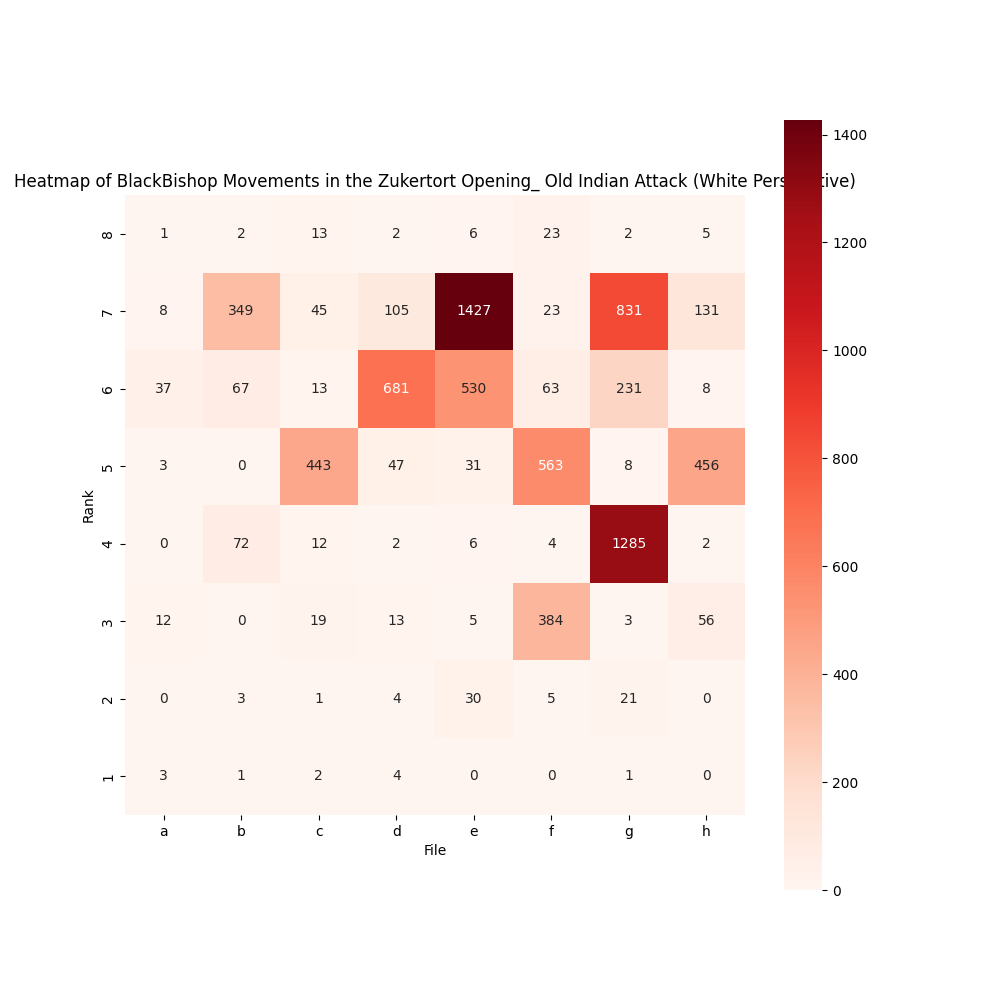 Heatmap of BlackBishop Movements in the Zukertort Opening_ Old Indian Attack (White Perspective)
Rank
8 1 2 13 2 6 23 2 5
7 8 349 45 105 1427 23 831 131
6 37 67 13 681 530 63 231 8
5 3 0 443 47 31 563 8 456
4 0 72 12 2 6 4 1285 2
3 12 0 19 13 5 384 3 56
2 0 3 1 4 30 5 21 0
1 3 1 2 4 0 0 1 0
a b c d e f g h
File
1400
1200
1000
800
600
400
200
0